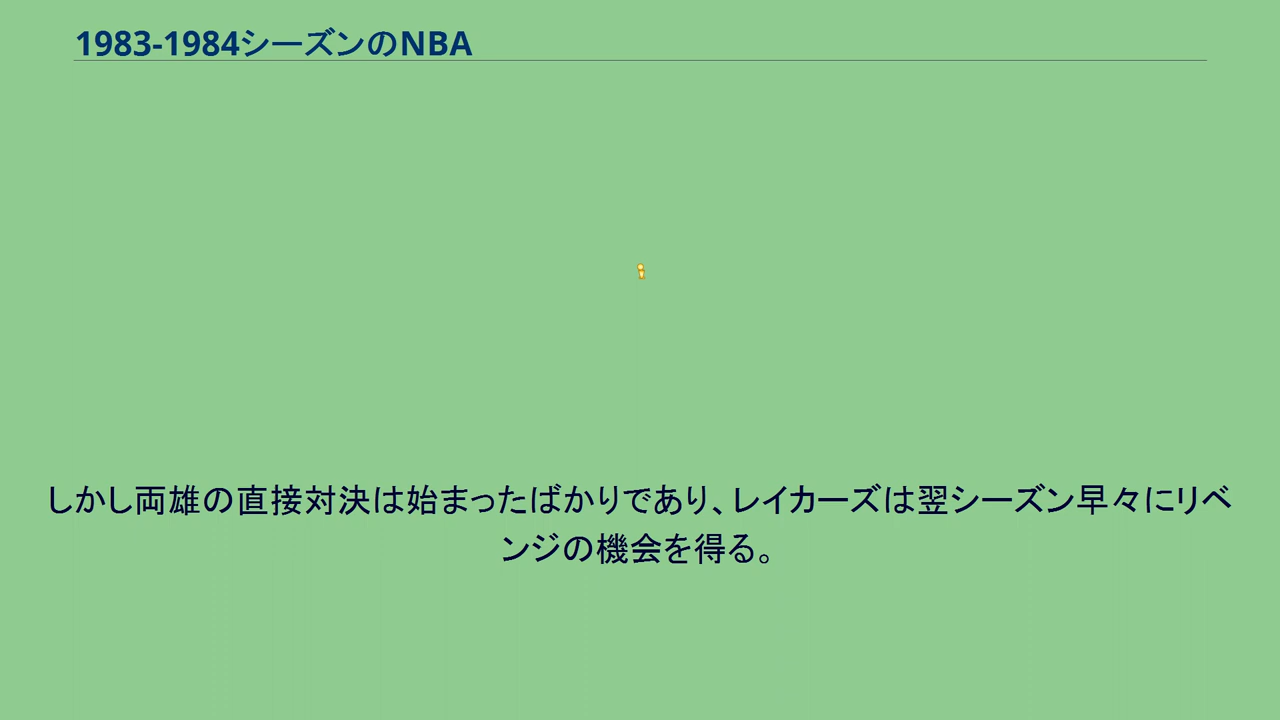 1983-1984シーズンのNBA
しかし両雄の直接対決は始まったばかりであり、レイカーズは翌シーズン早々にリベ
ンジの機会を得る。